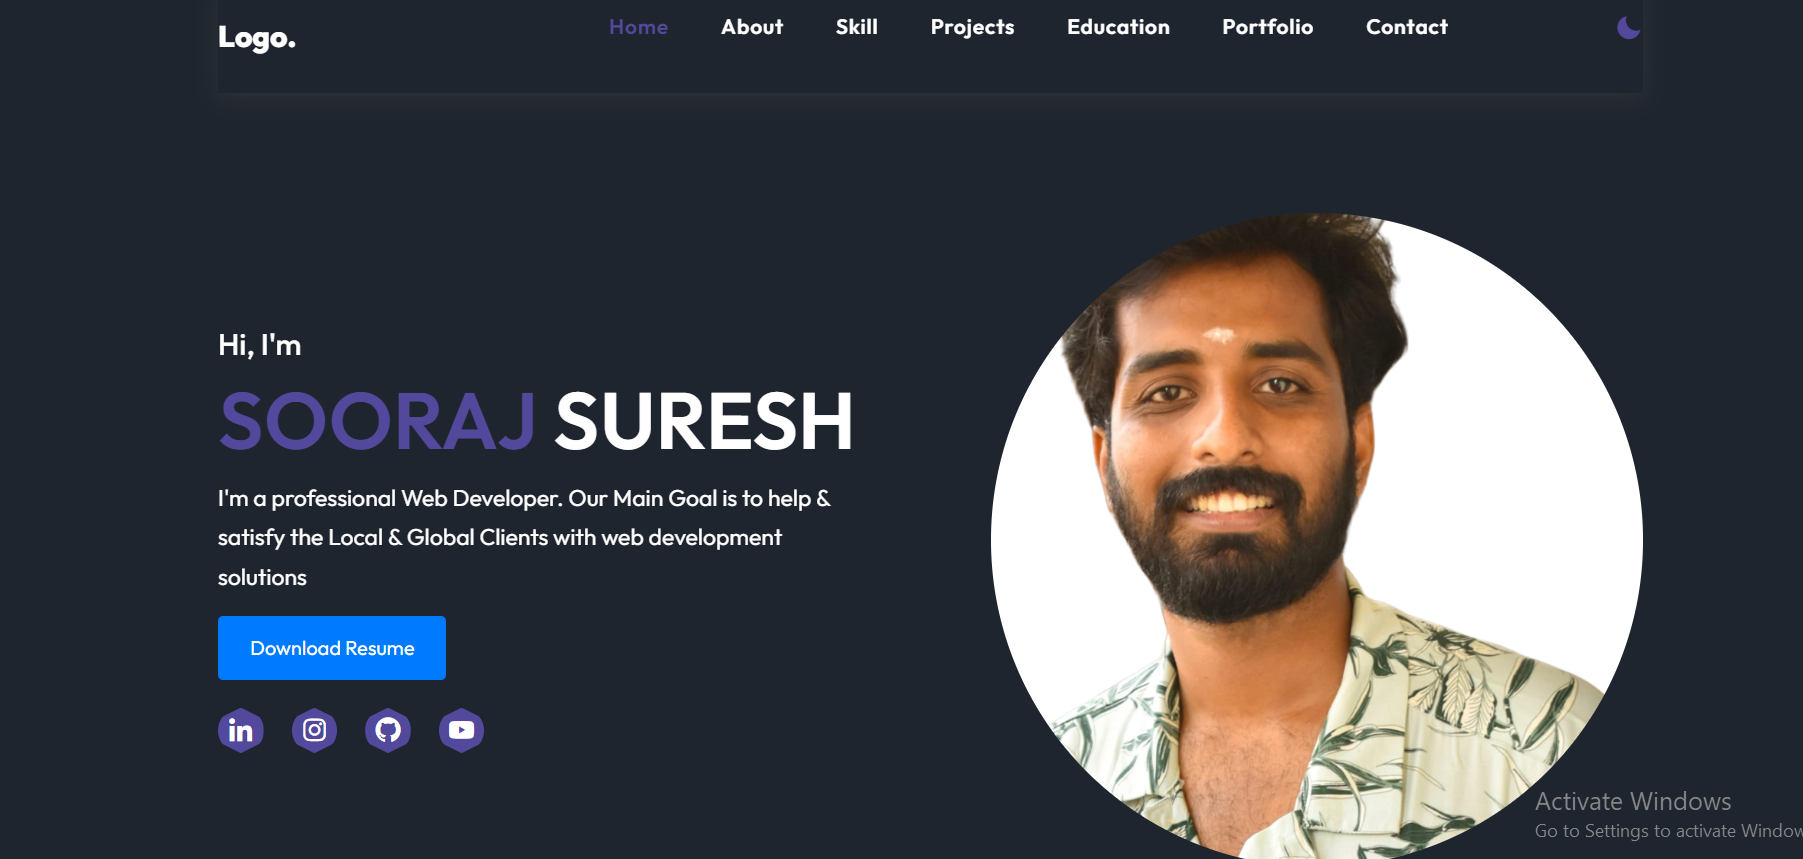 Logo.
Home About Skill Projects Education Portfolio Contact
Hi, I'm
SOORAJ SURESH
I'm a professional Web Developer. Our Main Goal is to help &
satisfy the Local & Global Clients with web development
solutions
Download Resume
in
Activate Windows
Go to Settings to activate Window